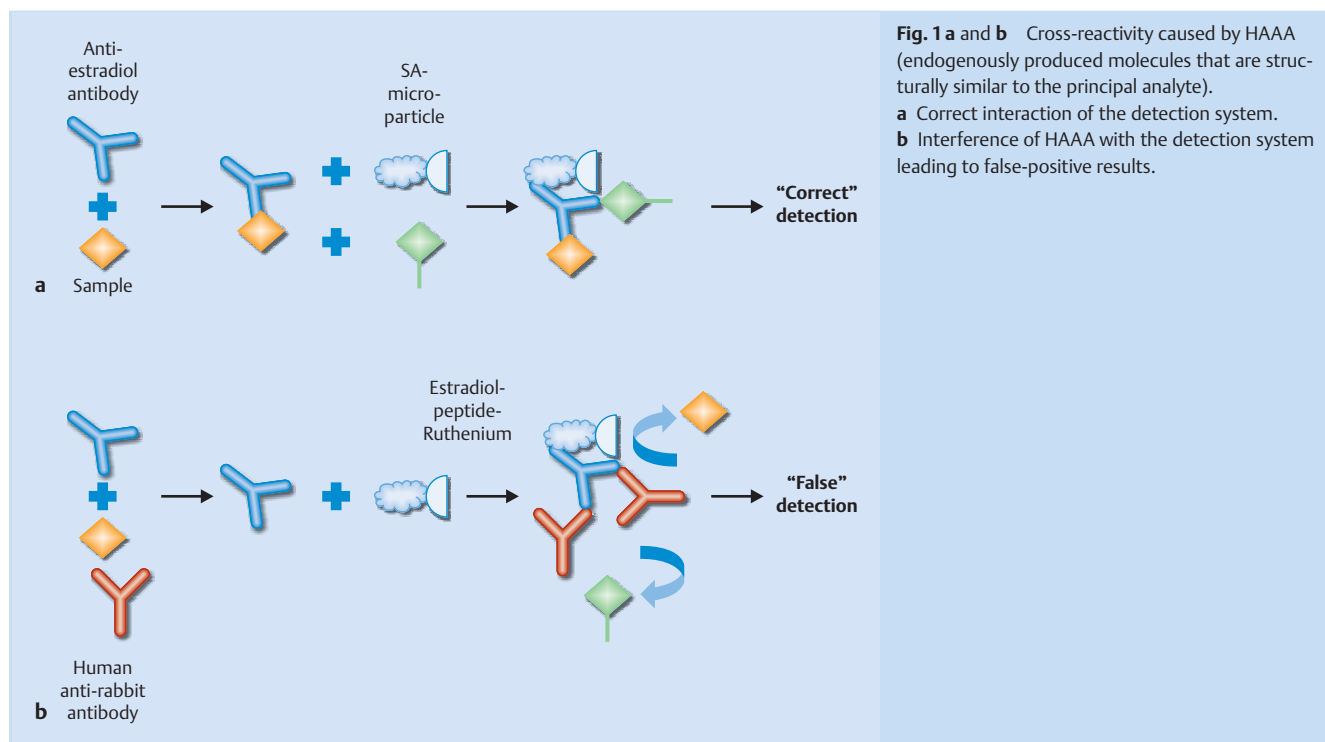 Anti-
estradiol
antibody
SA-
micro-
particle
“Correct”
detection
a Sample
Estradiol-
peptide-
Ruthenium
“False”
detection
Human
anti-rabbit
b antibody
Fig. 1 a and b Cross-reactivity caused by HAAA
(endogenously produced molecules that are struc-
turally similar to the principal analyte).
a Correct interaction of the detection system.
b Interference of HAAA with the detection system
leading to false-positive results.